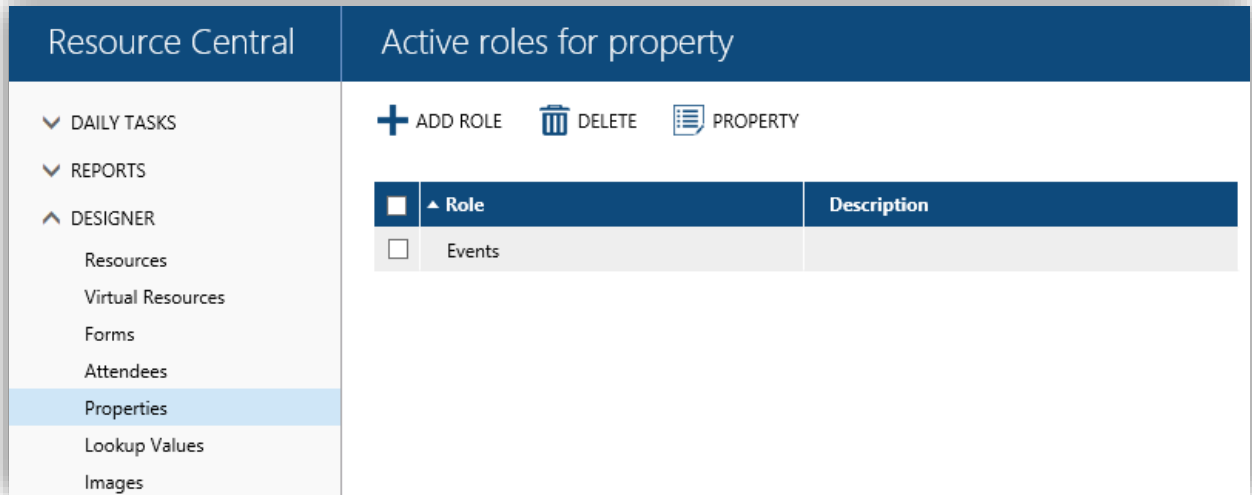 Resource Central
Active roles for property
DAILY TASKS
REPORTS
DESIGNER
Resources
Virtual Resources
Forms
Attendees
Properties
Lookup Values
Images
ADD ROLE DELETE PROPERTY
Role Description
Events